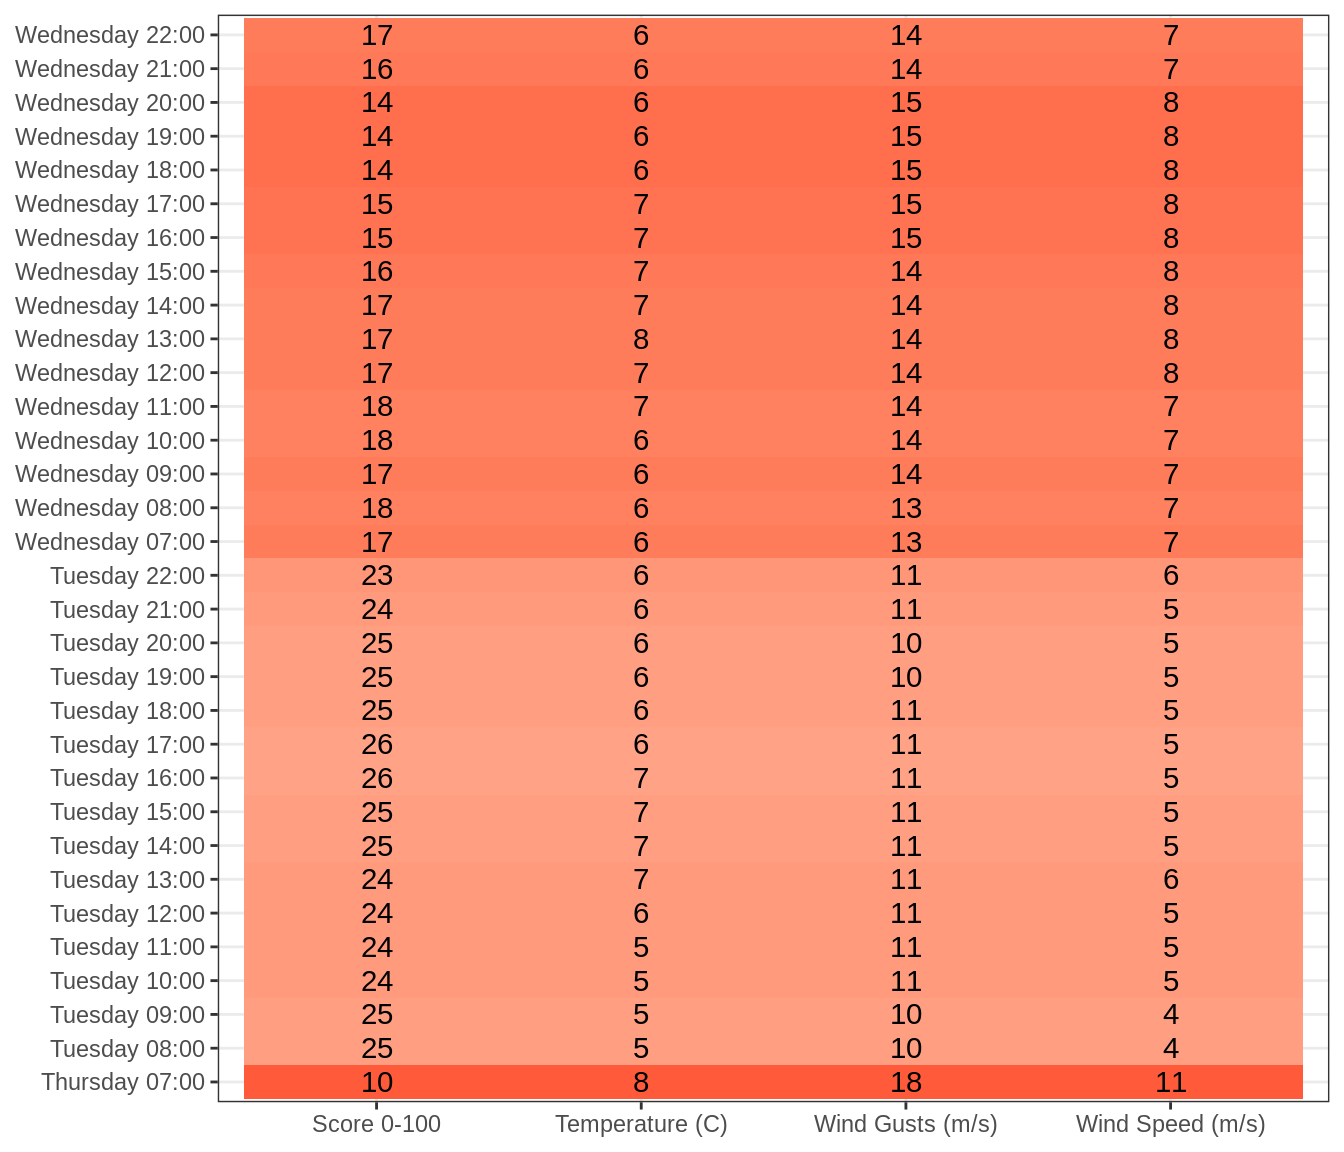 Wednesday 22:00 17 6 14 7
Wednesday 21:00 16 6 14 7
Wednesday 20:00 14 6 15 8
Wednesday 19:00 14 6 15 8
Wednesday 18:00 14 6 15 8
Wednesday 17:00 15 7 15 8
Wednesday 16:00 15 7 15 8
Wednesday 15:00 16 7 14 8
Wednesday 14:00 17 7 14 8
Wednesday 13:00 17 8 14 8
Wednesday 12:00 17 7 14 8
Wednesday 11:00 18 7 14 7
Wednesday 10:00 18 6 14 7
Wednesday 09:00 17 6 14 7
Wednesday 08:00 18 6 13 7
Wednesday 07:00 17 6 13 7
Tuesday 22:00 23 6 11 6
Tuesday 21:00 24 6 11 5
Tuesday 20:00 25 6 10 5
Tuesday 19:00 25 6 10 5
Tuesday 18:00 25 6 11 5
Tuesday 17:00 26 6 11 5
Tuesday 16:00 26 7 11 5
Tuesday 15:00 25 7 11 5
Tuesday 14:00 25 7 11 5
Tuesday 13:00 24 7 11 6
Tuesday 12:00 24 6 11 5
Tuesday 11:00 24 5 11 5
Tuesday 10:00 24 5 11 5
Tuesday 09:00 25 5 10 4
Tuesday 08:00 25 5 10 4
Thursday 07:00 10 8 18 11
Score 0-100 Temperature (C) Wind Gusts (m/s) Wind Speed (m/s)